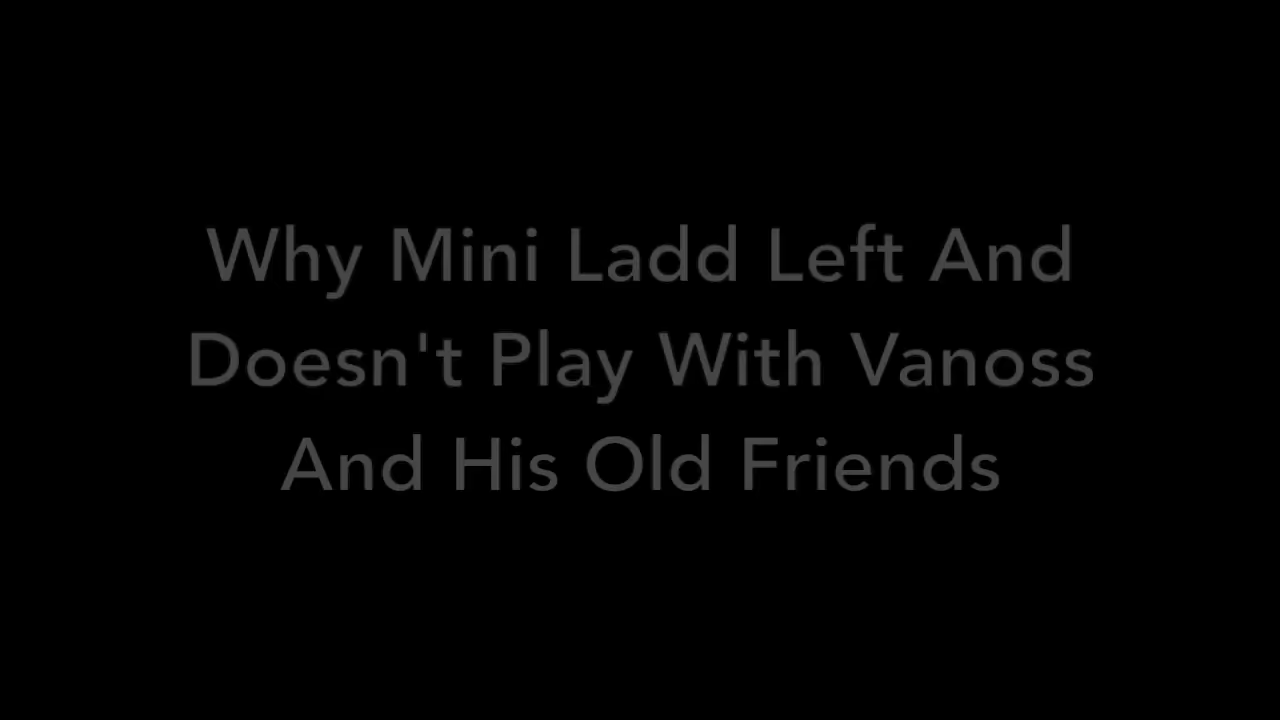 Why Mini Ladd Left And
Doesn't Play With Vanoss
And His Old Friends